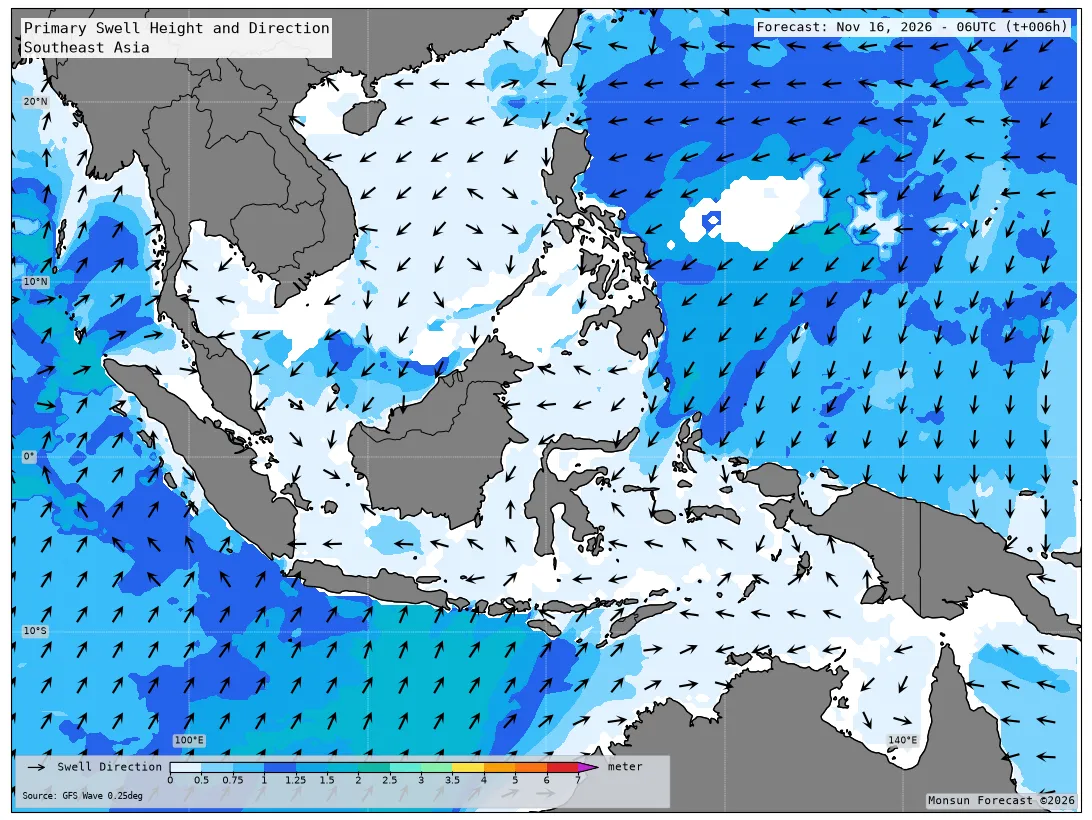 Primary Swell Height and Direction
Southeast Asia
Forecast: Nov 16, 2026 - 06UTC (t+006h)
20°N
10°N
0°
10°S
100°E
140°E
Swell Direction
0 0.5 0.75 1 1.25 1.5 2 2.5 3 3.5 4 5 6 7
meter
Source: GFS Wave 0.25deg
Monsun Forecast ©2026